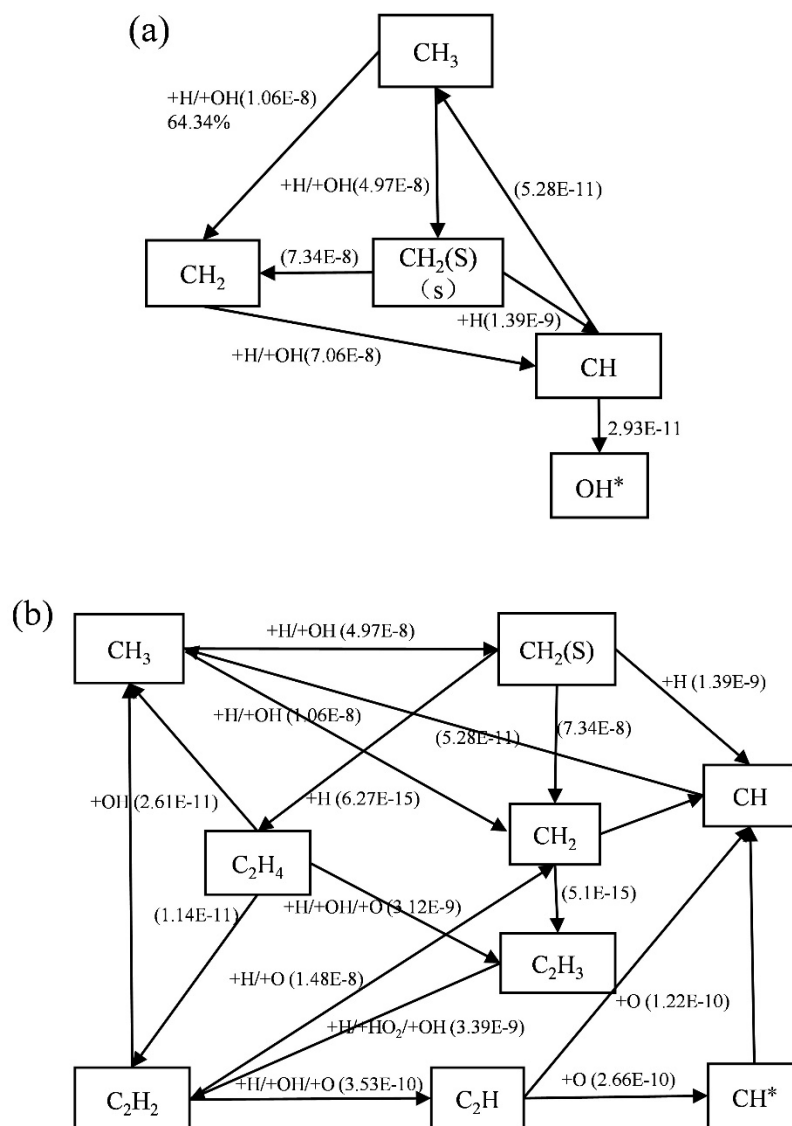 (a)
CH₃
+H/+OH(1.06E-8)
64.34%
+H/+OH(4.97E-8)
(5.28E-11)
CH₂
(7.34E-8)
CH₂(S)
（s）
+H(1.39E-9)
+H/+OH(7.06E-8)
CH
2.93E-11
OH*
(b)
CH₃
+H/+OH (4.97E-8)
CH₂(S)
+H (1.39E-9)
+H/+OH (1.06E-8)
(5.28E-11)
(7.34E-8)
CH
+OH (2.61E-11)
+H (6.27E-15)
CH₂
C₂H₄
(1.14E-11)
+H/+OH/+O (3.12E-9)
(5.1E-15)
C₂H₃
+H/+O (1.48E-8)
+O (1.22E-10)
+H/+HO₂/+OH (3.39E-9)
C₂H₂
+H/+OH/+O (3.53E-10)
C₂H
+O (2.66E-10)
CH*